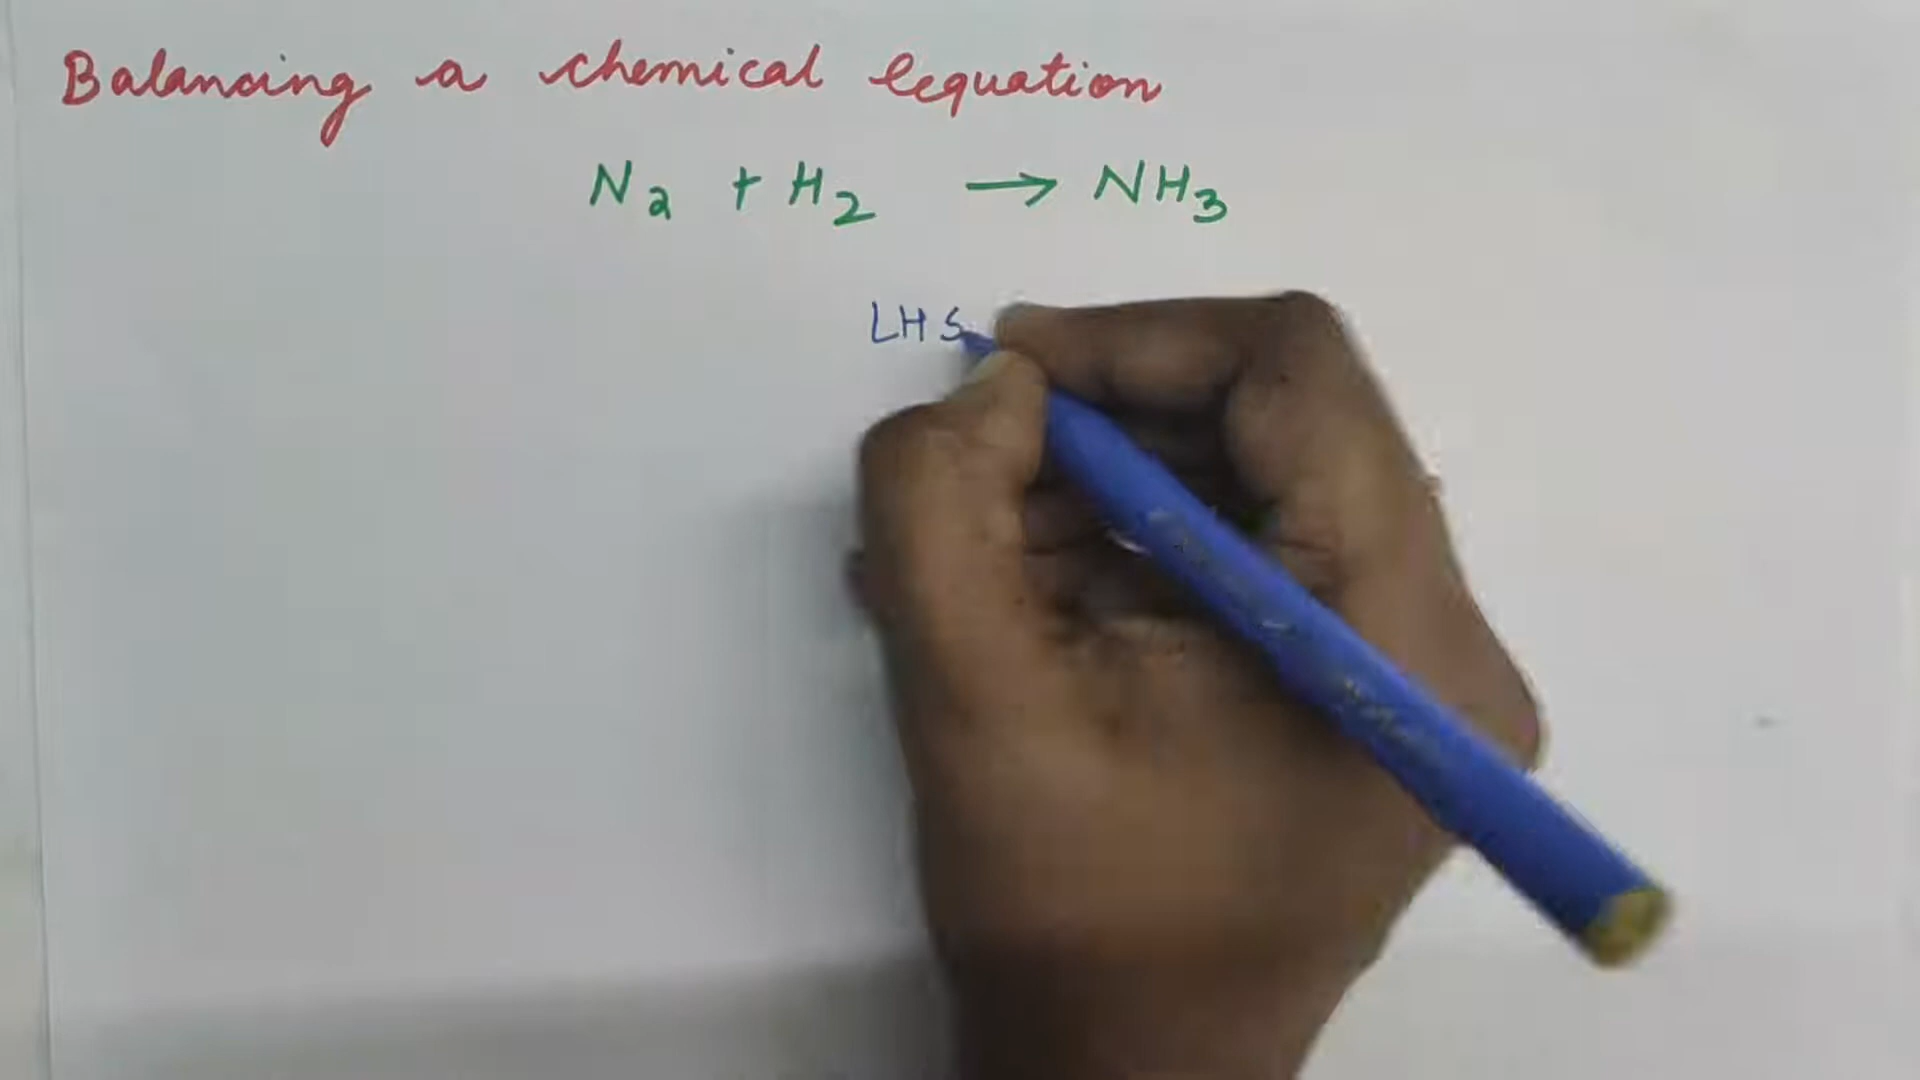 Balancing a chemical equation
N2 + H2 → NH3
LHS